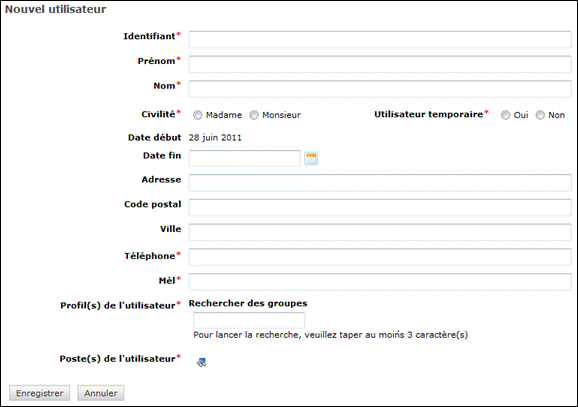 Nouvel utilisateur
Identifiant*
Prénom*
Nom*
Civilité* Madame Monsieur Utilisateur temporaire* Oui Non
Date début 28 juin 2011
Date fin
Adresse
Code postal
Ville
Téléphone*
Mèl*
Profil(s) de l'utilisateur* Rechercher des groupes
Pour lancer la recherche, veuillez taper au moins 3 caractère(s)
Poste(s) de l'utilisateur*
Enregistrer Annuler